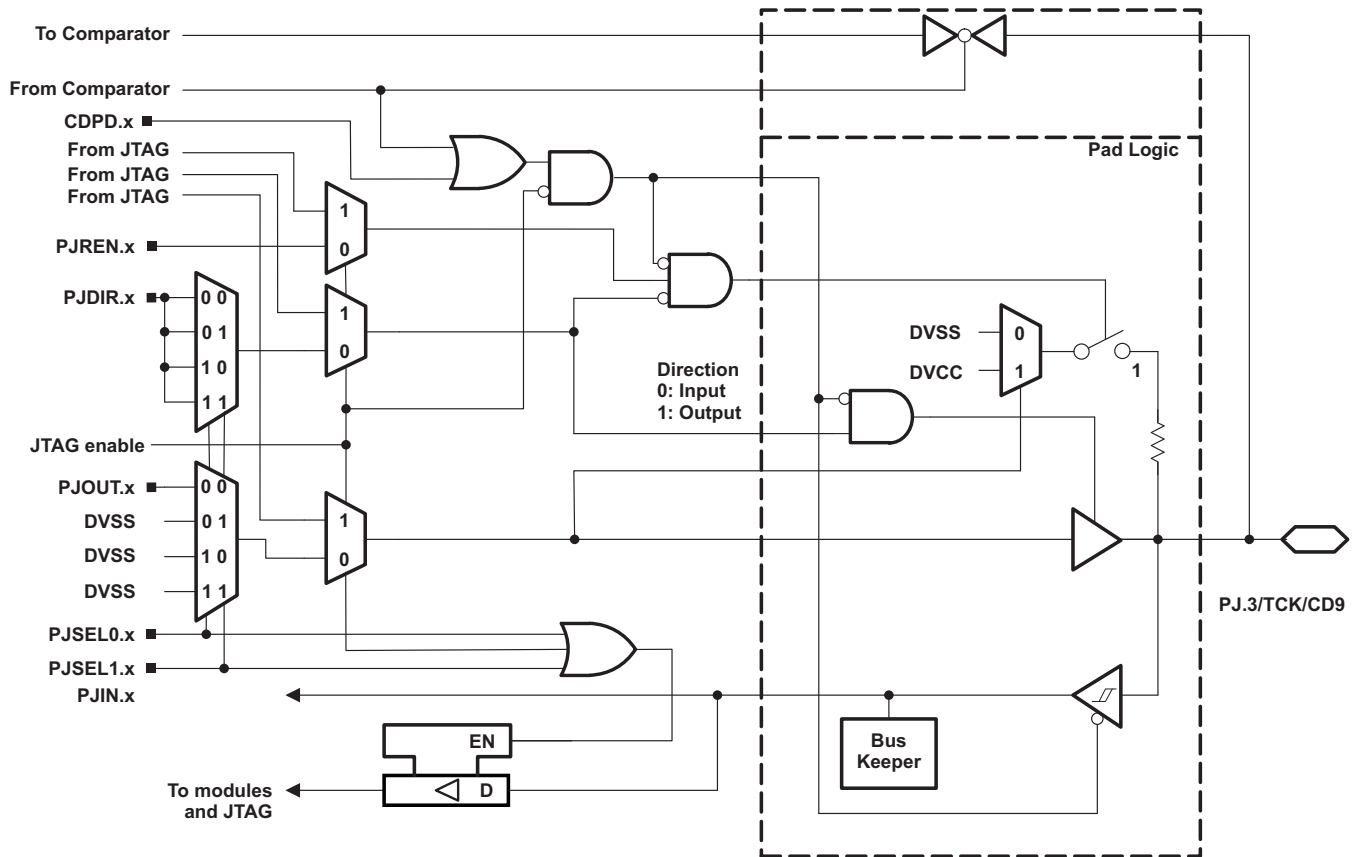 To Comparator
From Comparator
CDPD.x
From JTAG
From JTAG
From JTAG
Pad Logic
1
0
PJREN.x
PJDIR.x
0 0
0 1
1 0
1 1
1
0
DVSS
DVCC
0
1
1
Direction
0: Input
1: Output
JTAG enable
PJOUT.x
DVSS
DVSS
DVSS
0 0
0 1
1 0
1 1
1
0
PJ.3/TCK/CD9
PJSEL0.x
PJSEL1.x
PJIN.x
EN
D
Bus
Keeper
To modules
and JTAG